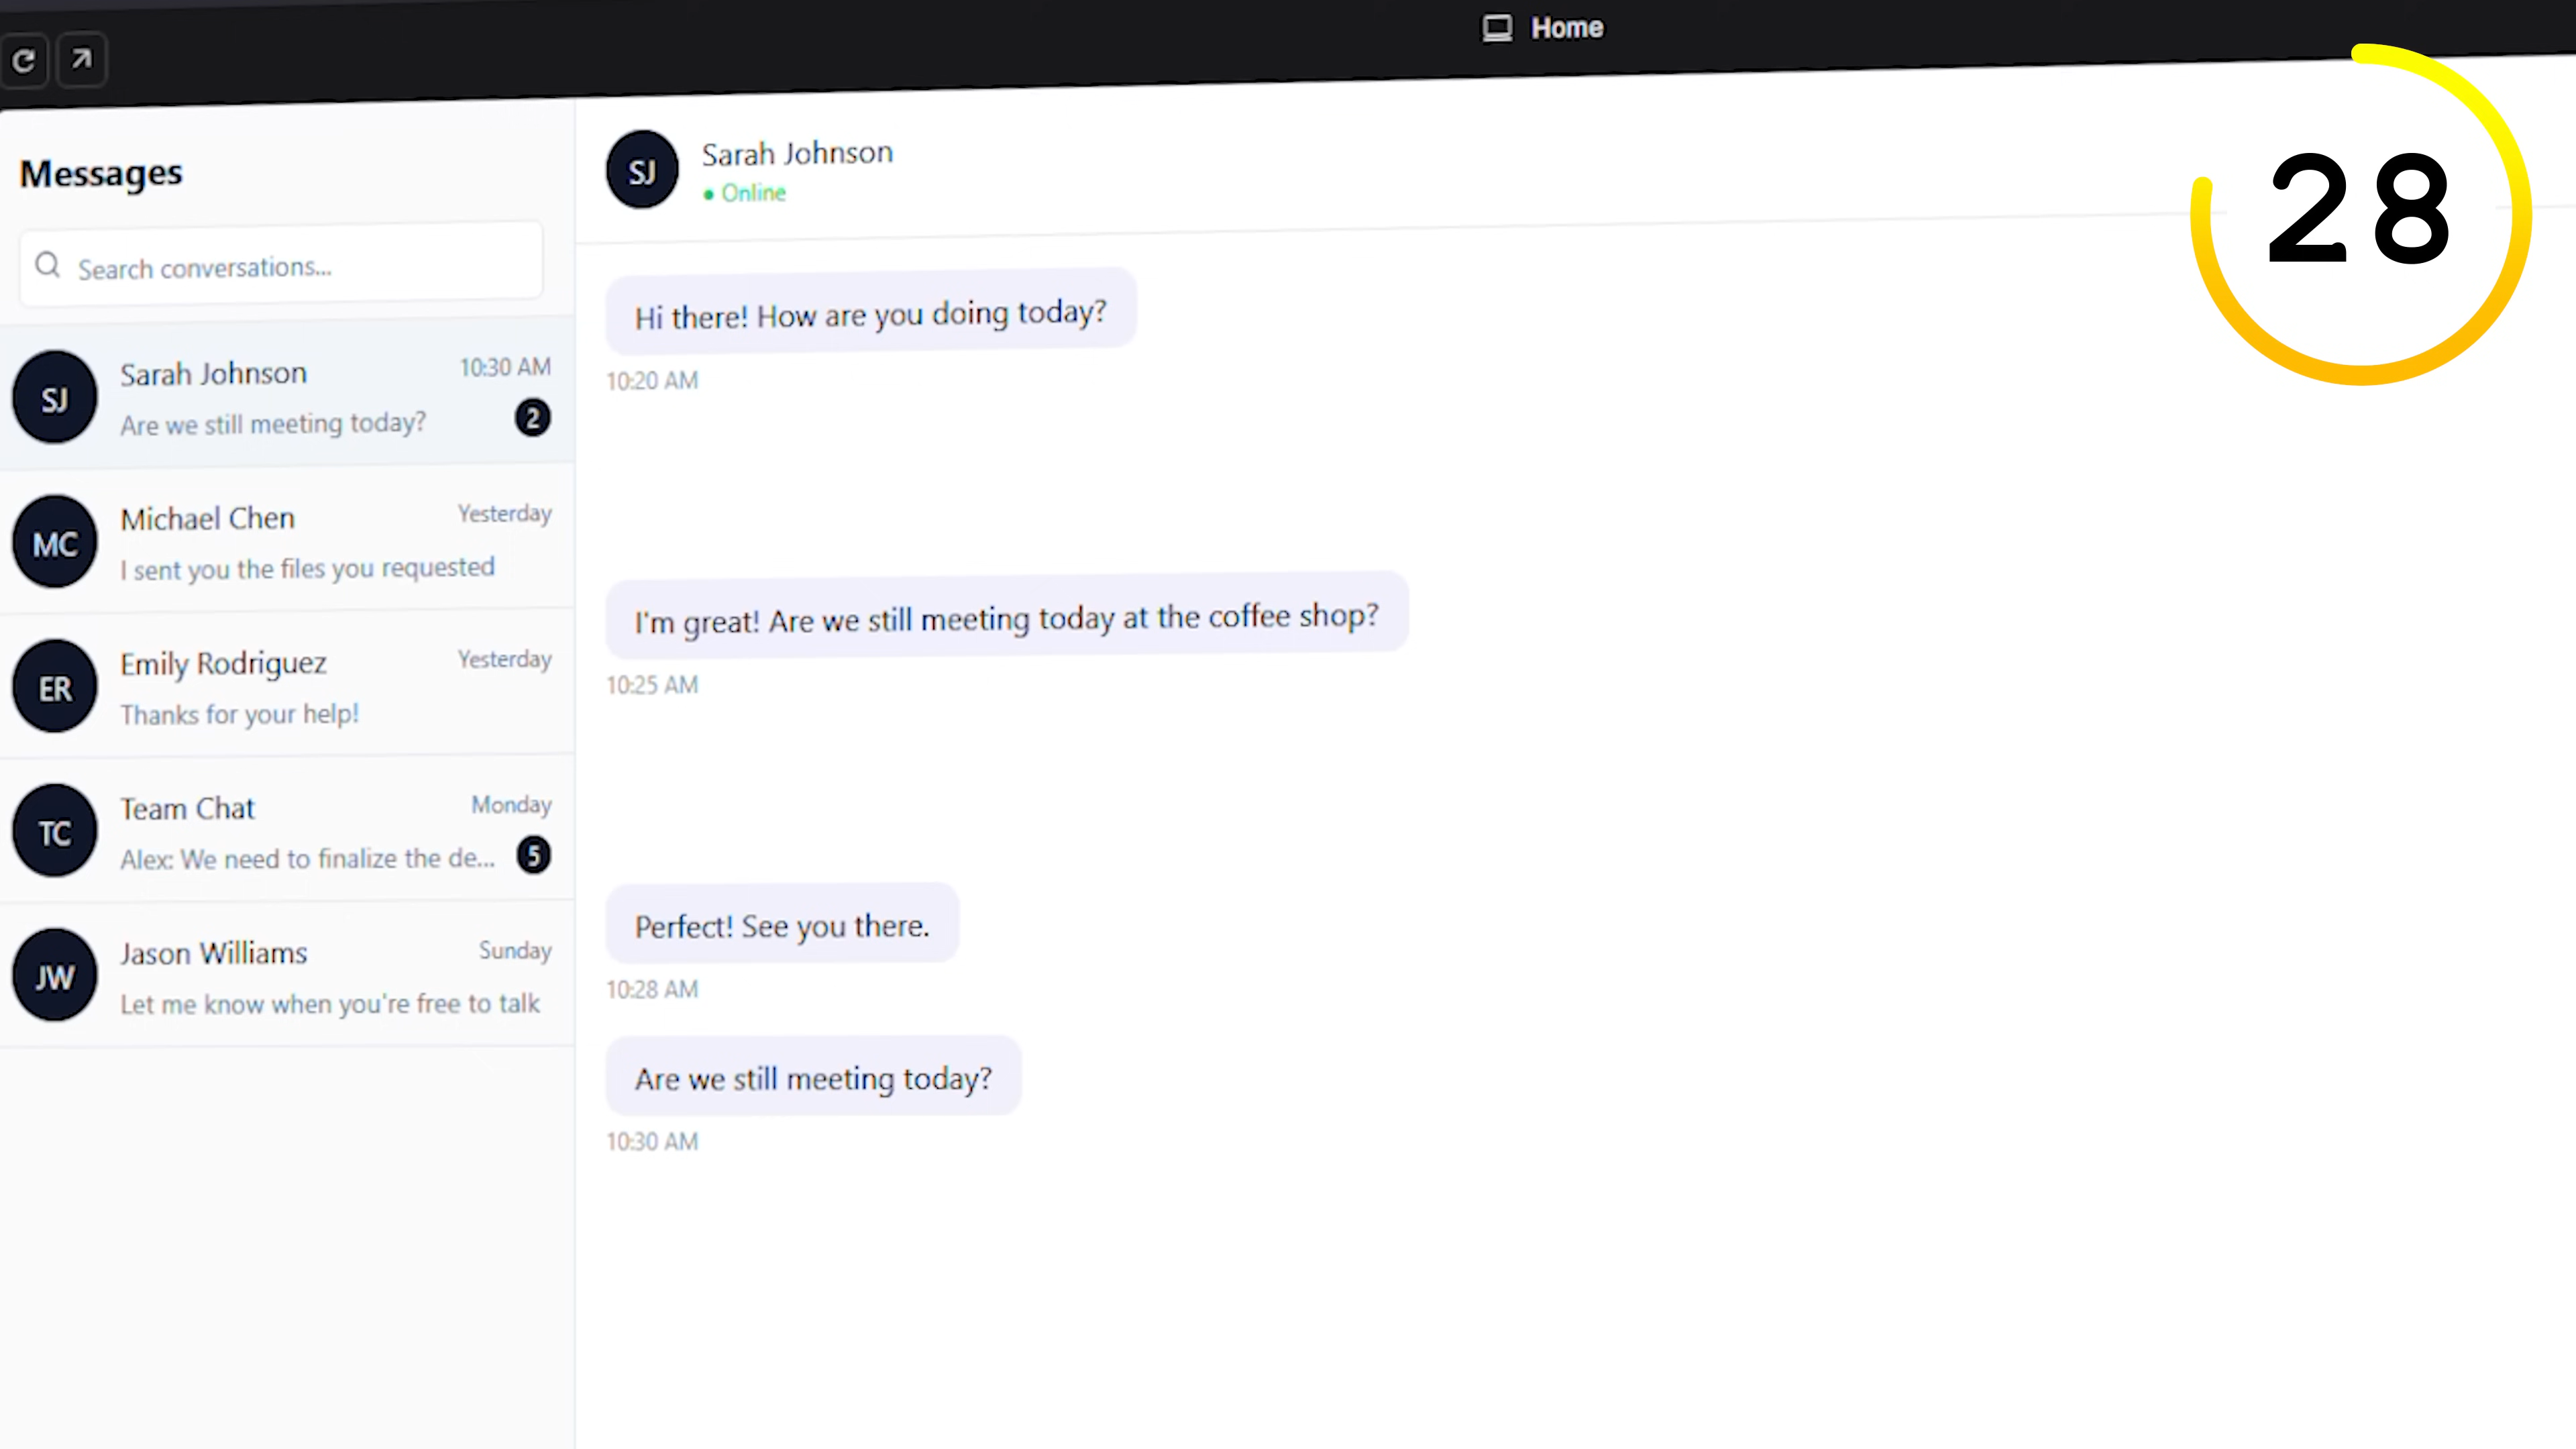 Home
28
Messages
Search conversations...
SJ
Sarah Johnson
10:30 AM
Are we still meeting today?
2
MC
Michael Chen
Yesterday
I sent you the files you requested
ER
Emily Rodriguez
Yesterday
Thanks for your help!
TC
Team Chat
Monday
Alex: We need to finalize the de...
5
JW
Jason Williams
Sunday
Let me know when you're free to talk
SJ
Sarah Johnson
• Online
Hi there! How are you doing today?
10:20 AM
I'm great! Are we still meeting today at the coffee shop?
10:25 AM
Perfect! See you there.
10:28 AM
Are we still meeting today?
10:30 AM